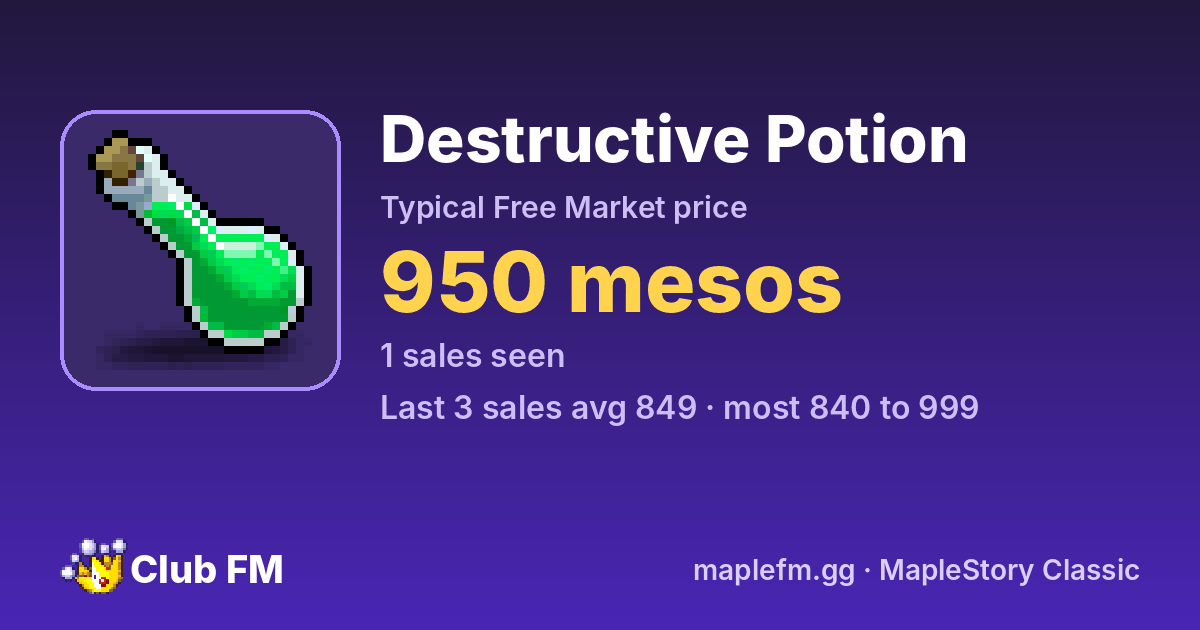 Destructive Potion
Typical Free Market price
950 mesos
1 sales seen
Last 3 sales avg 849 · most 840 to 999
Club FM
maplefm.gg · MapleStory Classic